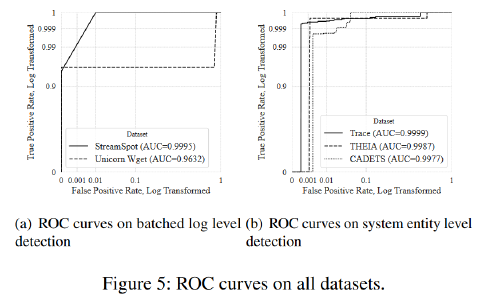 True Positive Rate, Log Transformed
1
0.999
0.99
0.9
0
0 0.001 0.01 0.1 1
False Positive Rate, Log Transformed
Dataset
StreamSpot (AUC=0.9995)
Unicorn Wget (AUC=0.9632)
True Positive Rate, Log Transformed
1
0.999
0.99
0.9
0
0 0.001 0.01 0.1 1
False Positive Rate, Log Transformed
Dataset
Trace (AUC=0.9999)
THEIA (AUC=0.9987)
CADETS (AUC=0.9977)
(a) ROC curves on batched log level
detection
(b) ROC curves on system entity level
detection
Figure 5: ROC curves on all datasets.